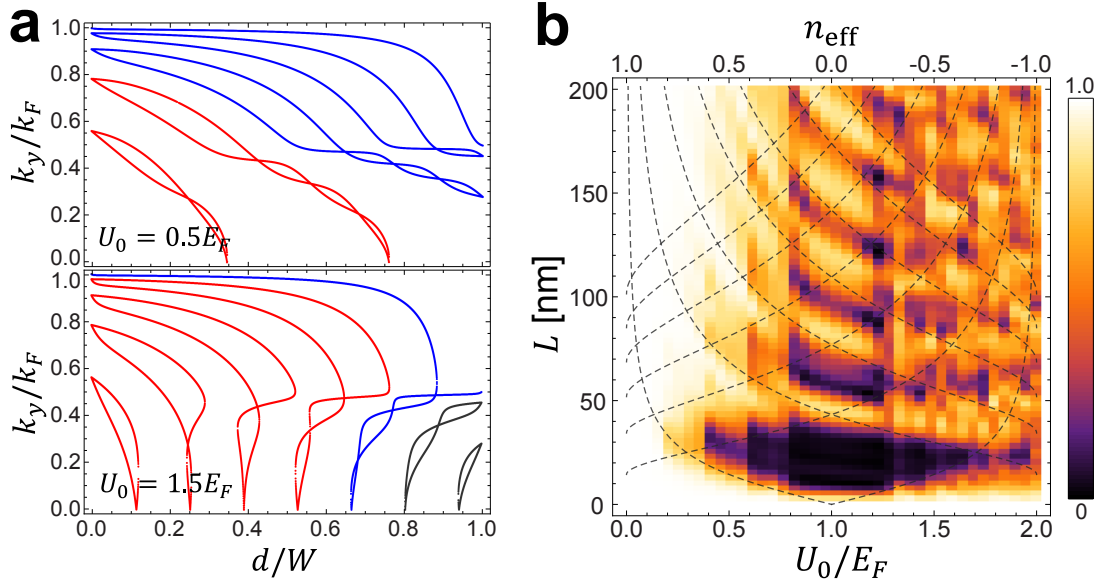 a
k_y/k_F
1.0
0.8
0.6
0.4
0.2
0.0
U_0 = 0.5E_F
k_y/k_F
1.0
0.8
0.6
0.4
0.2
0.0
U_0 = 1.5E_F
0.0 0.2 0.4 0.6 0.8 1.0
d/W
b
n_eff
1.0 0.5 0.0 -0.5 -1.0
L [nm]
200
150
100
50
0
0.0 0.5 1.0 1.5 2.0
U_0/E_F
1.0
0